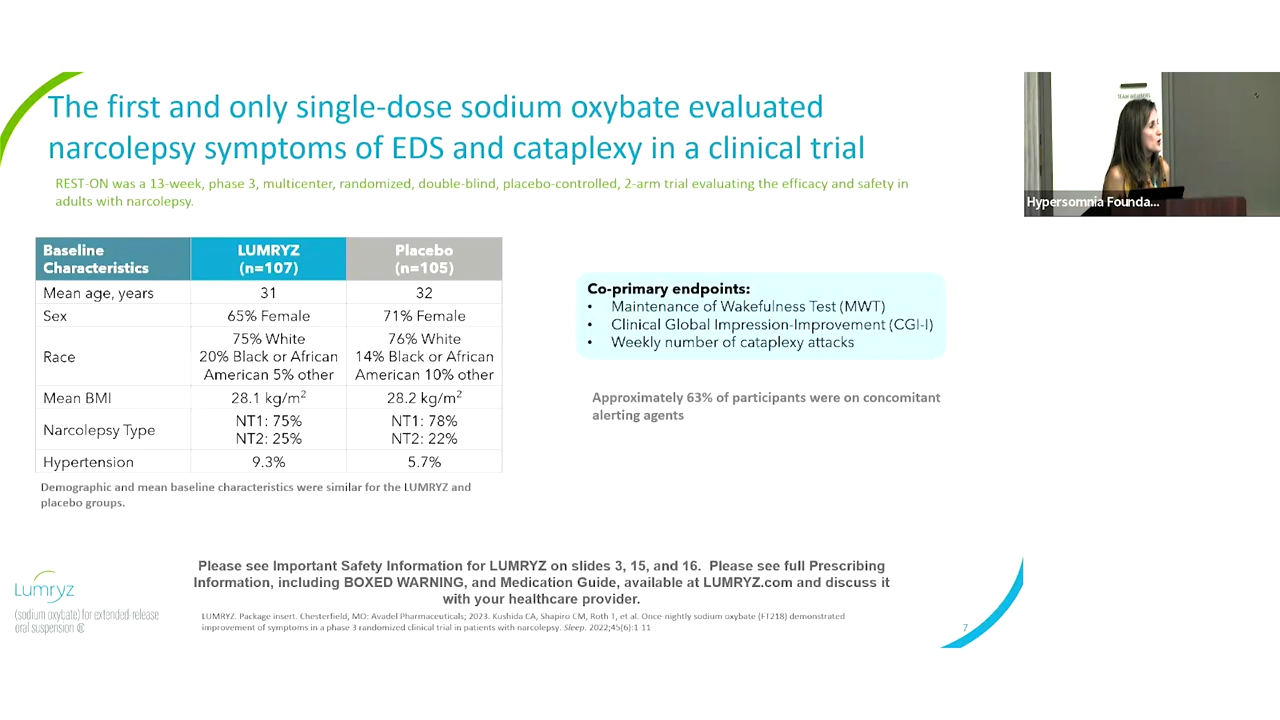 The first and only single-dose sodium oxybate evaluated
narcolepsy symptoms of EDS and cataplexy in a clinical trial
REST-ON was a 13-week, phase 3, multicenter, randomized, double-blind, placebo-controlled, 2-arm trial evaluating the efficacy and safety in
adults with narcolepsy.
TEAM MEMBERS
Hypersomnia Founda...
Baseline
Characteristics
LUMRYZ
(n=107)
Placebo
(n=105)
Mean age, years 31 32
Sex 65% Female 71% Female
Race
75% White
20% Black or African
American 5% other
76% White
14% Black or African
American 10% other
Mean BMI 28.1 kg/m² 28.2 kg/m²
Narcolepsy Type
NT1: 75%
NT2: 25%
NT1: 78%
NT2: 22%
Hypertension 9.3% 5.7%
Demographic and mean baseline characteristics were similar for the LUMRYZ and
placebo groups.
Co-primary endpoints:
• Maintenance of Wakefulness Test (MWT)
• Clinical Global Impression-Improvement (CGI-I)
• Weekly number of cataplexy attacks
Approximately 63% of participants were on concomitant
alerting agents
Please see Important Safety Information for LUMRYZ on slides 3, 15, and 16. Please see full Prescribing
Information, including BOXED WARNING, and Medication Guide, available at LUMRYZ.com and discuss it
with your healthcare provider.
Lumryz
(sodium oxybate) for extended-release
oral suspension ©
LUMRYZ. Package insert. Chesterfield, MO: Avadel Pharmaceuticals; 2023. Kushida CA, Shapiro CM, Roth T, et al. Once-nightly sodium oxybate (FT218) demonstrated
improvement of symptoms in a phase 3 randomized clinical trial in patients with narcolepsy. Sleep. 2022;45(6):1-11
7